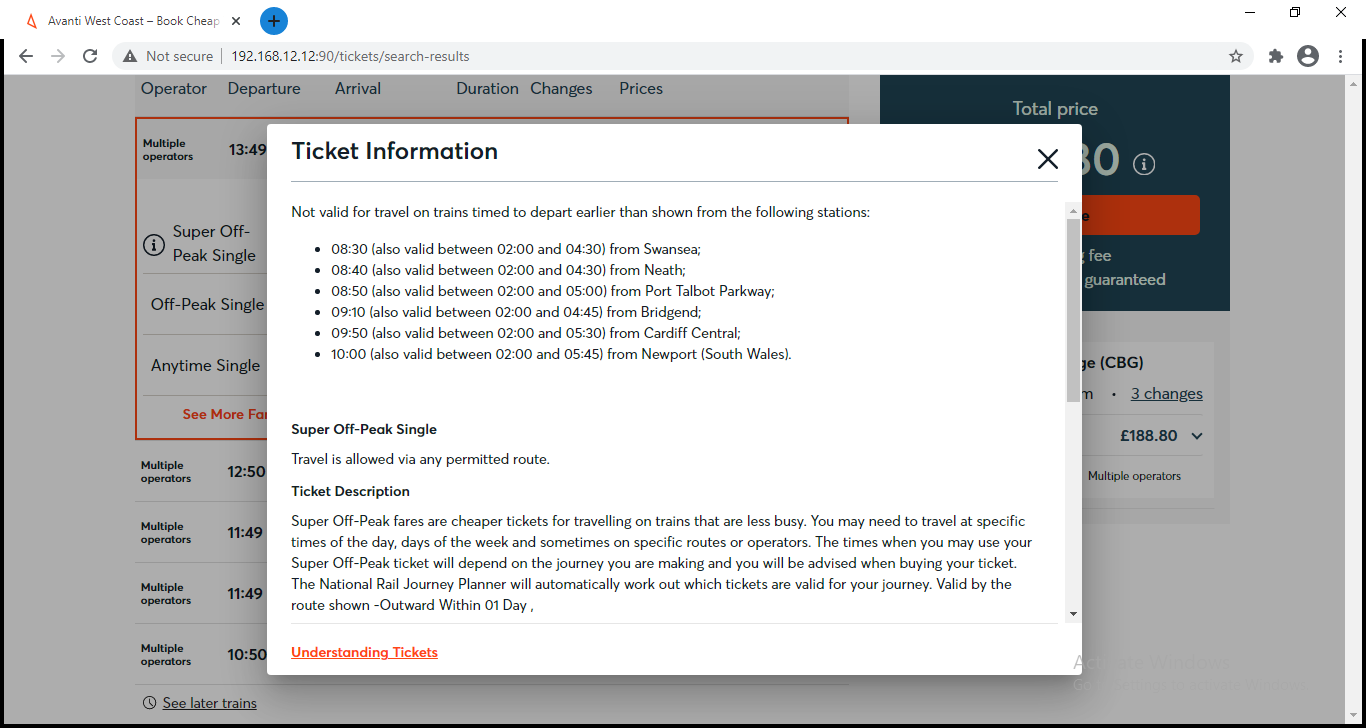 Avanti West Coast – Book Cheap
Not secure
192.168.12.12:90/tickets/search-results
Operator Departure Arrival Duration Changes Prices
Total price
Multiple
operators
13:49
Ticket Information
30
Not valid for travel on trains timed to depart earlier than shown from the following stations:
Super Off-
Peak Single
08:30 (also valid between 02:00 and 04:30) from Swansea;
fee
08:40 (also valid between 02:00 and 04:30) from Neath;
guaranteed
08:50 (also valid between 02:00 and 05:00) from Port Talbot Parkway;
Off-Peak Single
09:10 (also valid between 02:00 and 04:45) from Bridgend;
09:50 (also valid between 02:00 and 05:30) from Cardiff Central;
10:00 (also valid between 02:00 and 05:45) from Newport (South Wales).
Anytime Single
ge (CBG)
m · 3 changes
See More Far
Super Off-Peak Single
£188.80
Travel is allowed via any permitted route.
Multiple
operators
12:50
Multiple operators
Ticket Description
Super Off-Peak fares are cheaper tickets for travelling on trains that are less busy. You may need to travel at specific
times of the day, days of the week and sometimes on specific routes or operators. The times when you may use your
Super Off-Peak ticket will depend on the journey you are making and you will be advised when buying your ticket.
The National Rail Journey Planner will automatically work out which tickets are valid for your journey. Valid by the
route shown -Outward Within 01 Day ,
Multiple
operators
11:49
Multiple
operators
11:49
Multiple
operators
10:50
Understanding Tickets
See later trains